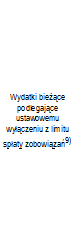 Wydatki bieżące
podlegające
ustawowemu
wyłączeniu z limitu
spłaty zobowiązań⁹⁾